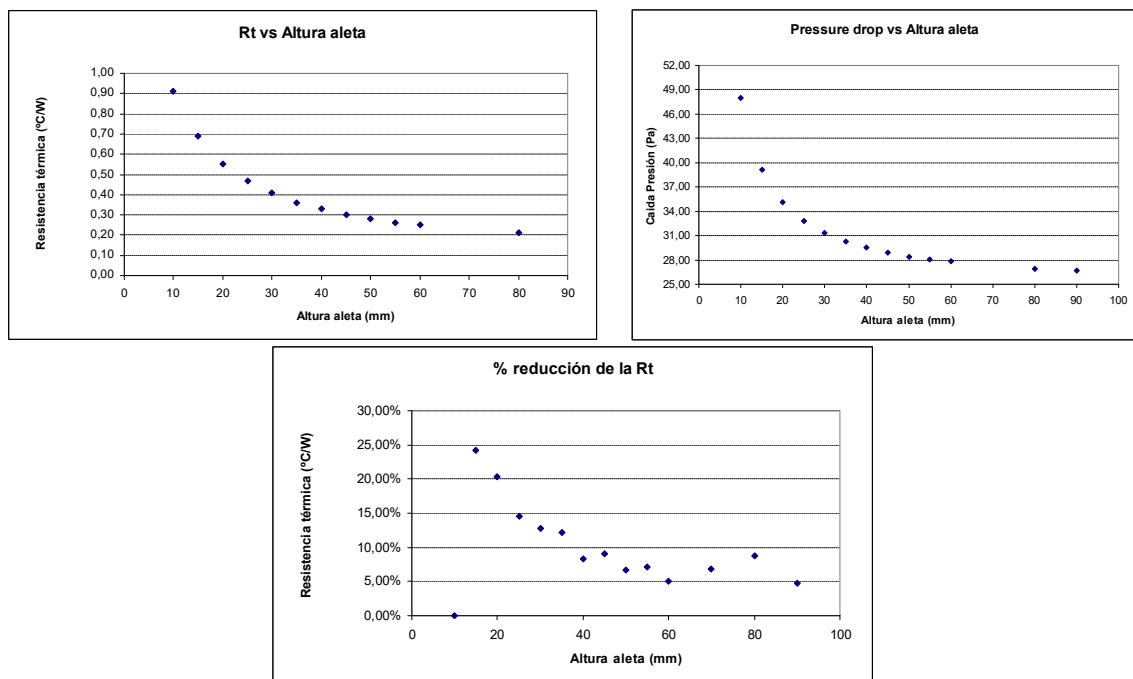 Rt vs Altura aleta
Resistencia térmica (ºC/W)
1,00
0,90
0,80
0,70
0,60
0,50
0,40
0,30
0,20
0,10
0,00
0 10 20 30 40 50 60 70 80 90
Altura aleta (mm)
Pressure drop vs Altura aleta
Caida Presión (Pa)
52,00
49,00
46,00
43,00
40,00
37,00
34,00
31,00
28,00
25,00
0 10 20 30 40 50 60 70 80 90 100
Altura aleta (mm)
% reducción de la Rt
Resistencia térmica (ºC/W)
30,00%
25,00%
20,00%
15,00%
10,00%
5,00%
0,00%
0 20 40 60 80 100
Altura aleta (mm)